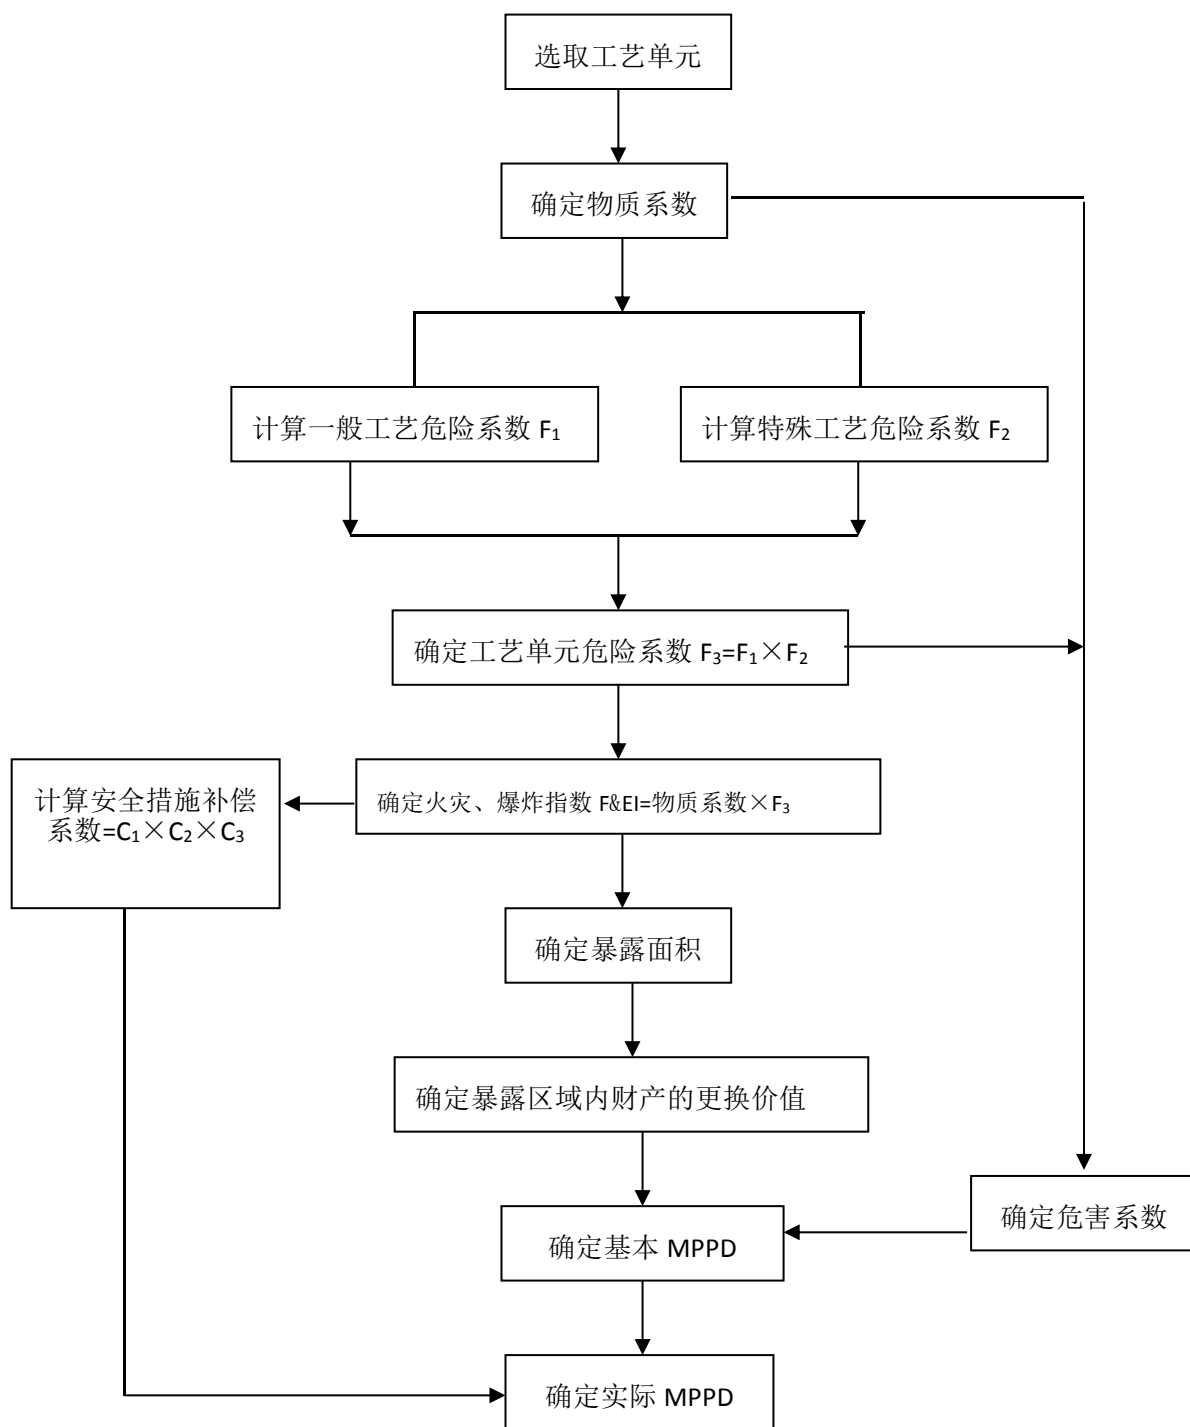 选取工艺单元
确定物质系数
计算一般工艺危险系数 F₁
计算特殊工艺危险系数 F₂
确定工艺单元危险系数 F₃=F₁×F₂
计算安全措施补偿
系数=C₁×C₂×C₃
确定火灾、爆炸指数 F&EI=物质系数×F₃
确定暴露面积
确定暴露区域内财产的更换价值
确定危害系数
确定基本 MPPD
确定实际 MPPD